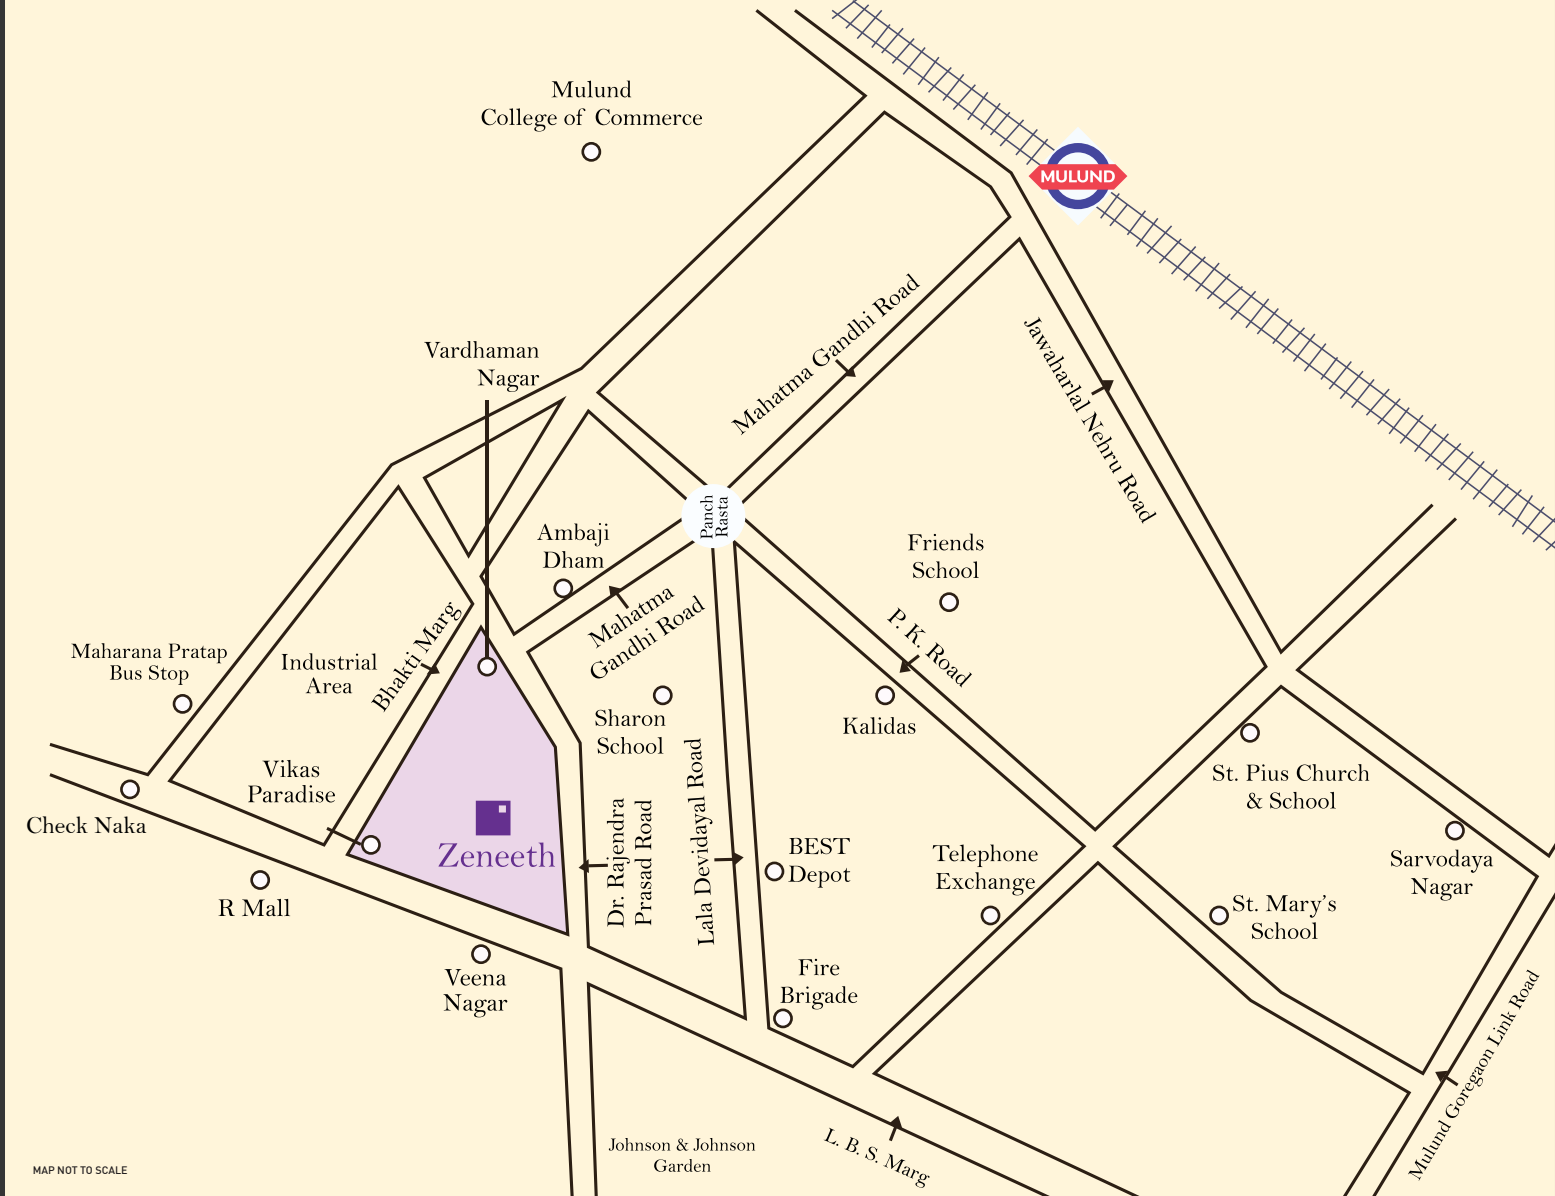 Mulund
College of Commerce
MULUND
Mahatma Gandhi Road
Jawaharlal Nehru Road
Vardhaman
Nagar
Panch
Rasta
Ambaji
Dham
Friends
School
Mahatma
Gandhi Road
P. K. Road
Bhakti Marg
Maharana Pratap
Bus Stop
Industrial
Area
Sharon
School
Kalidas
Vikas
Paradise
St. Pius Church
& School
Check Naka
Zeneeth
Dr. Rajendra
Prasad Road
Lala Devidayal Road
BEST
Depot
Telephone
Exchange
Sarvodaya
Nagar
R Mall
St. Mary's
School
Veena
Nagar
Fire
Brigade
Mulund Goregaon Link Road
L. B. S. Marg
Johnson & Johnson
Garden
MAP NOT TO SCALE